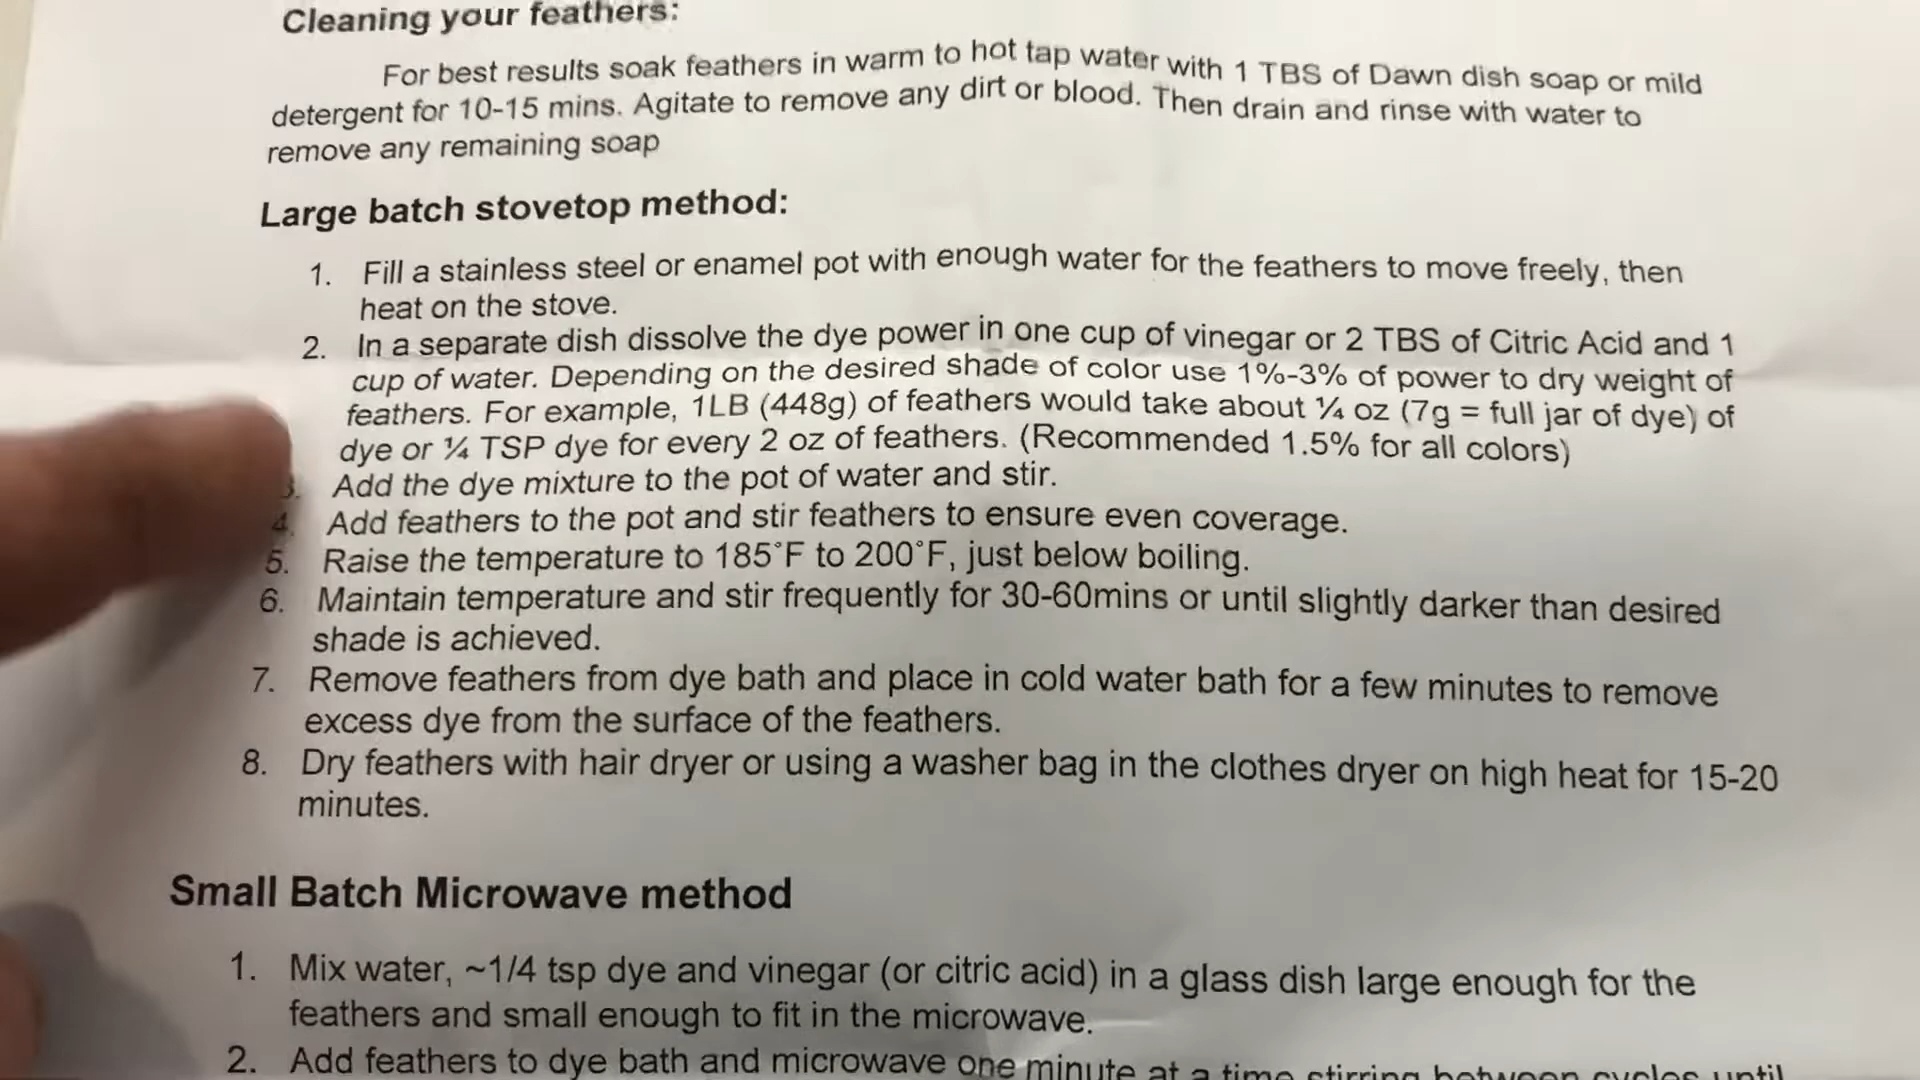 Cleaning your feathers:
For best results soak feathers in warm to hot tap water with 1 TBS of Dawn dish soap or mild
detergent for 10-15 mins. Agitate to remove any dirt or blood. Then drain and rinse with water to
remove any remaining soap
Large batch stovetop method:
1. Fill a stainless steel or enamel pot with enough water for the feathers to move freely, then
heat on the stove.
2. In a separate dish dissolve the dye power in one cup of vinegar or 2 TBS of Citric Acid and 1
cup of water. Depending on the desired shade of color use 1%-3% of power to dry weight of
feathers. For example, 1LB (448g) of feathers would take about ¼ oz (7g = full jar of dye) of
dye or ¼ TSP dye for every 2 oz of feathers. (Recommended 1.5% for all colors)
3. Add the dye mixture to the pot of water and stir.
4. Add feathers to the pot and stir feathers to ensure even coverage.
5. Raise the temperature to 185°F to 200°F, just below boiling.
6. Maintain temperature and stir frequently for 30-60mins or until slightly darker than desired
shade is achieved.
7. Remove feathers from dye bath and place in cold water bath for a few minutes to remove
excess dye from the surface of the feathers.
8. Dry feathers with hair dryer or using a washer bag in the clothes dryer on high heat for 15-20
minutes.
Small Batch Microwave method
1. Mix water, ~1/4 tsp dye and vinegar (or citric acid) in a glass dish large enough for the
feathers and small enough to fit in the microwave.
2. Add feathers to dye bath and microwave one minute at a time stirring between cycles until